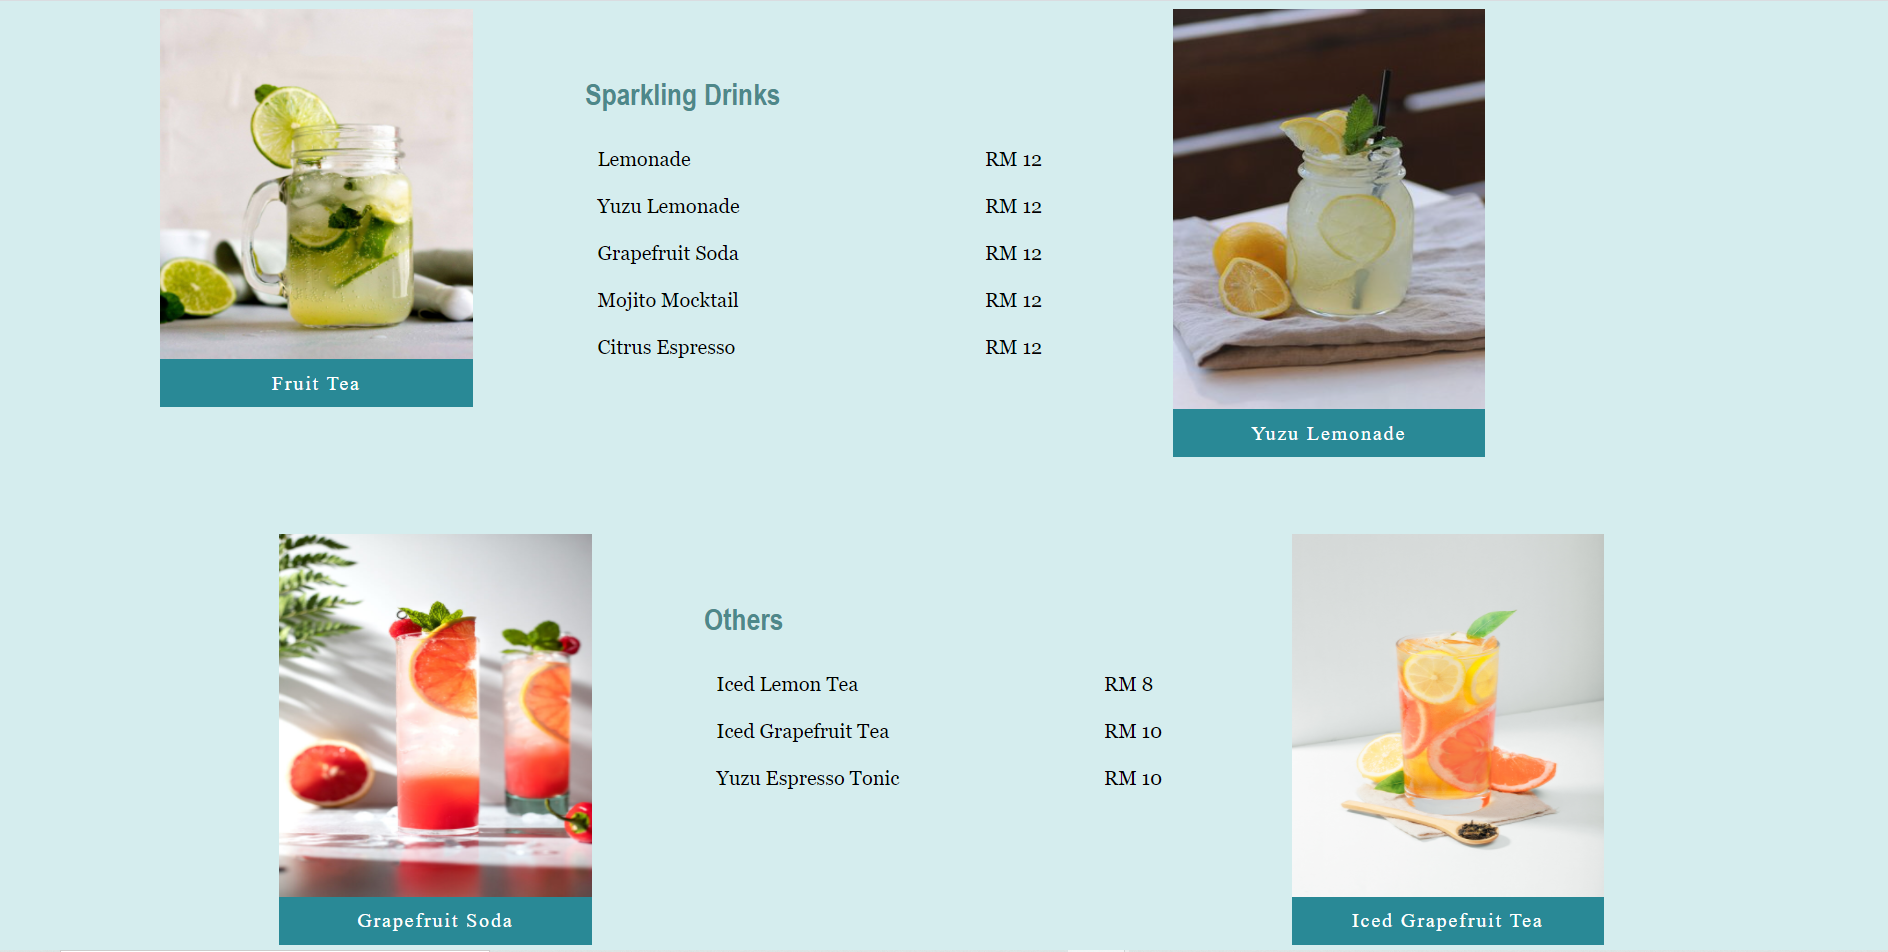 Sparkling Drinks
Lemonade RM 12
Yuzu Lemonade RM 12
Grapefruit Soda RM 12
Mojito Mocktail RM 12
Citrus Espresso RM 12
Fruit Tea
Yuzu Lemonade
Others
Iced Lemon Tea RM 8
Iced Grapefruit Tea RM 10
Yuzu Espresso Tonic RM 10
Grapefruit Soda
Iced Grapefruit Tea